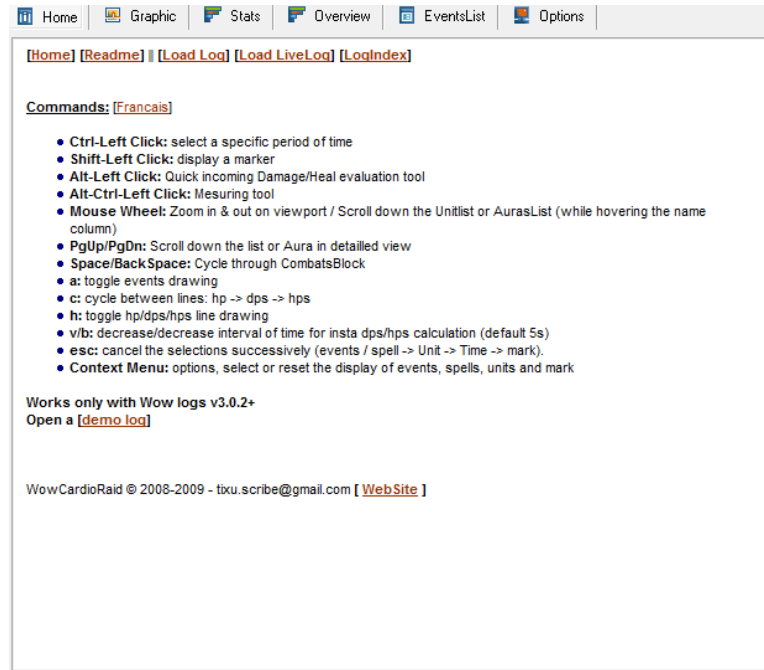 Home Graphic Stats Overview EventsList Options
[Home] [Readme] || [Load Log] [Load LiveLog] [LogIndex]
Commands: [Francais]
Ctrl-Left Click: select a specific period of time
Shift-Left Click: display a marker
Alt-Left Click: Quick incoming Damage/Heal evaluation tool
Alt-Ctrl-Left Click: Mesuring tool
Mouse Wheel: Zoom in & out on viewport / Scroll down the Unitlist or AurasList (while hovering the name
column)
PgUp/PgDn: Scroll down the list or Aura in detailled view
Space/BackSpace: Cycle through CombatsBlock
a: toggle events drawing
c: cycle between lines: hp -> dps -> hps
h: toggle hp/dps/hps line drawing
v/b: decrease/decrease interval of time for insta dps/hps calculation (default 5s)
esc: cancel the selections successively (events / spell -> Unit -> Time -> mark).
Context Menu: options, select or reset the display of events, spells, units and mark
Works only with Wow logs v3.0.2+
Open a [demo log]
WowCardioRaid © 2008-2009 - tixu.scribe@gmail.com [ WebSite ]